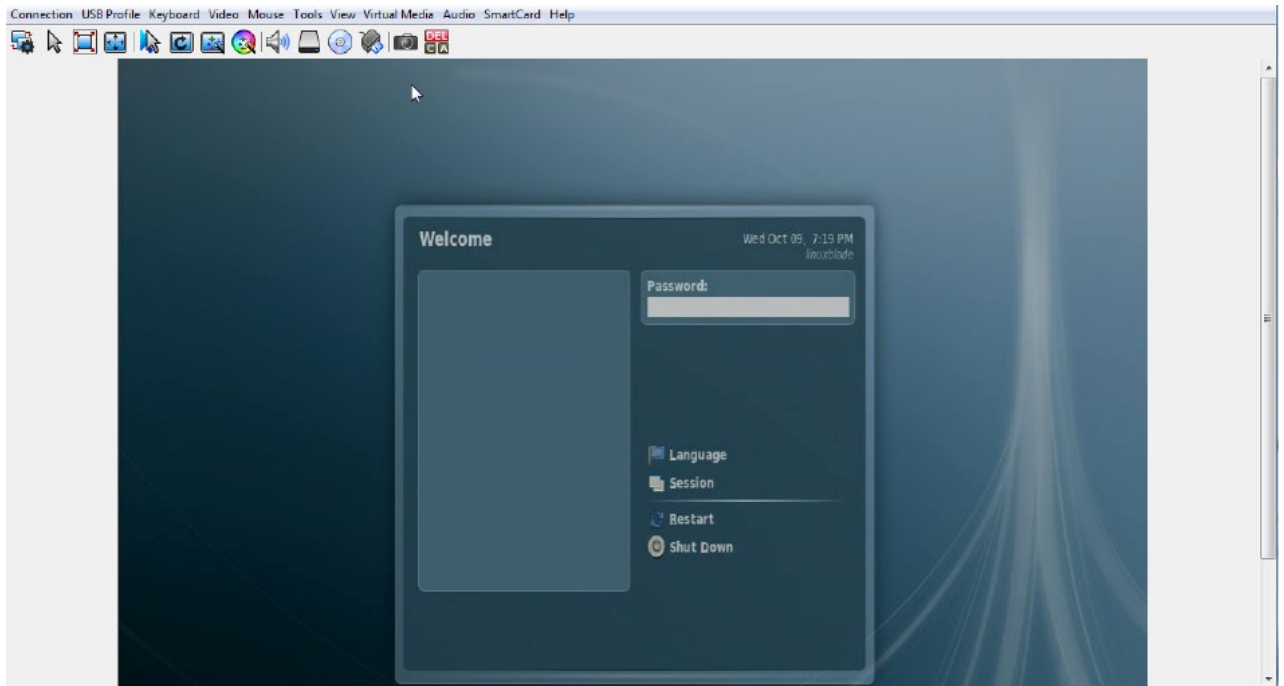 Connection USB Profile Keyboard Video Mouse Tools View Virtual Media Audio SmartCard Help
DEL
C A
Welcome
Wed Oct 09, 7:19 PM
linuxblade
Password:
Language
Session
Restart
Shut Down